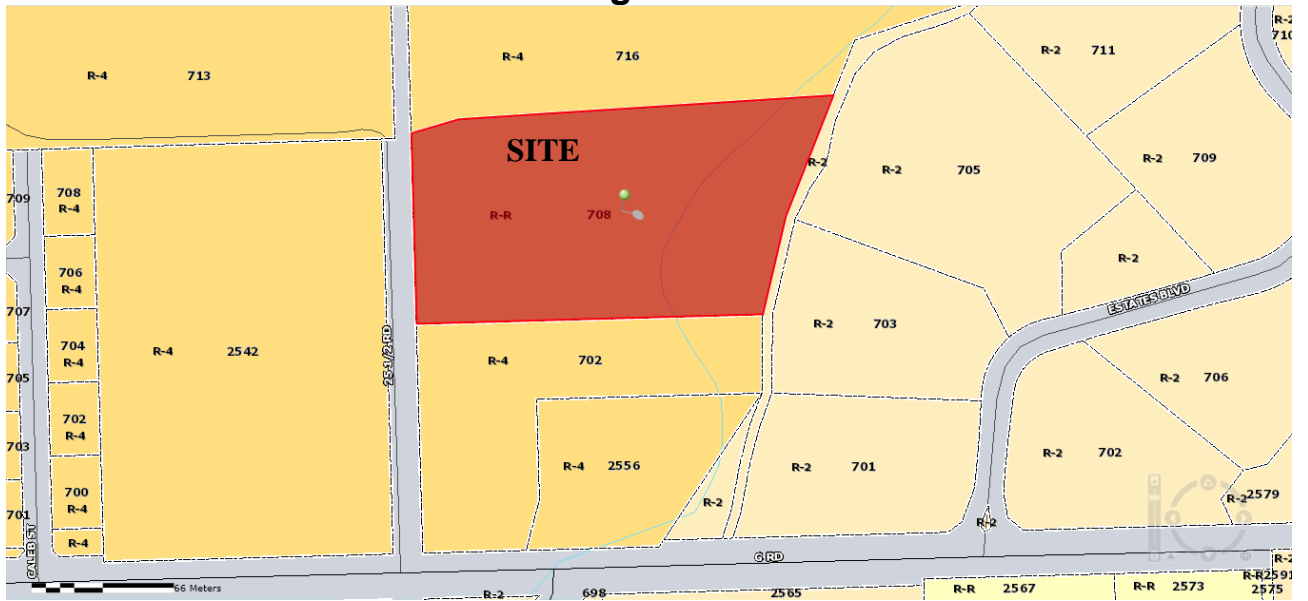 g
R-4 713
R-4 716
R-2 711
R-2
710
SITE
R-2
R-2 705
R-2 709
708
R-4
709
R-R 708
706
R-4
R-2
ESTATES BLVD
707
R-2 703
704
R-4
R-4 2542
25 1/2 RD
R-4 702
705
R-2 706
702
R-4
703
R-4 2556
R-2 701
R-2 702
700
R-4
R-2
R-2 2579
701
R-2
R-4
CALEB ST
G RD
66 Meters
R-2 698 2565
R-R 2567
R-R 2573
R-2
R-R 2591
2575